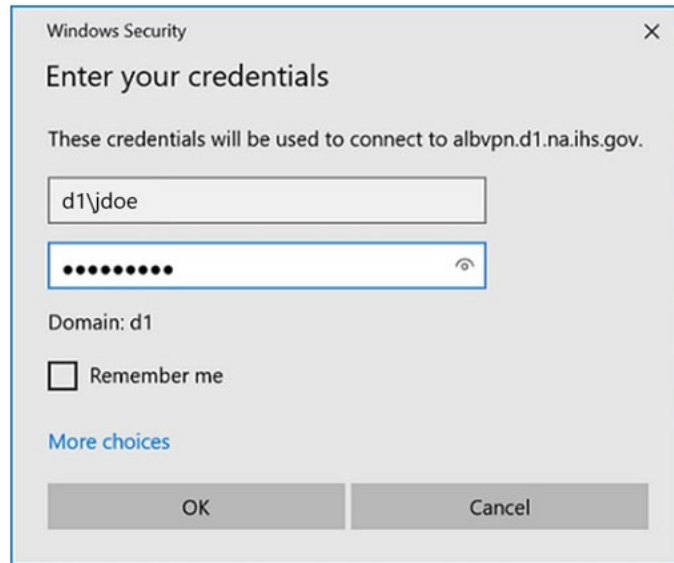 Windows Security
Enter your credentials
These credentials will be used to connect to albvpn.d1.na.ihs.gov.
d1\jdoe
●●●●●●●●●
Domain: d1
Remember me
More choices
OK Cancel